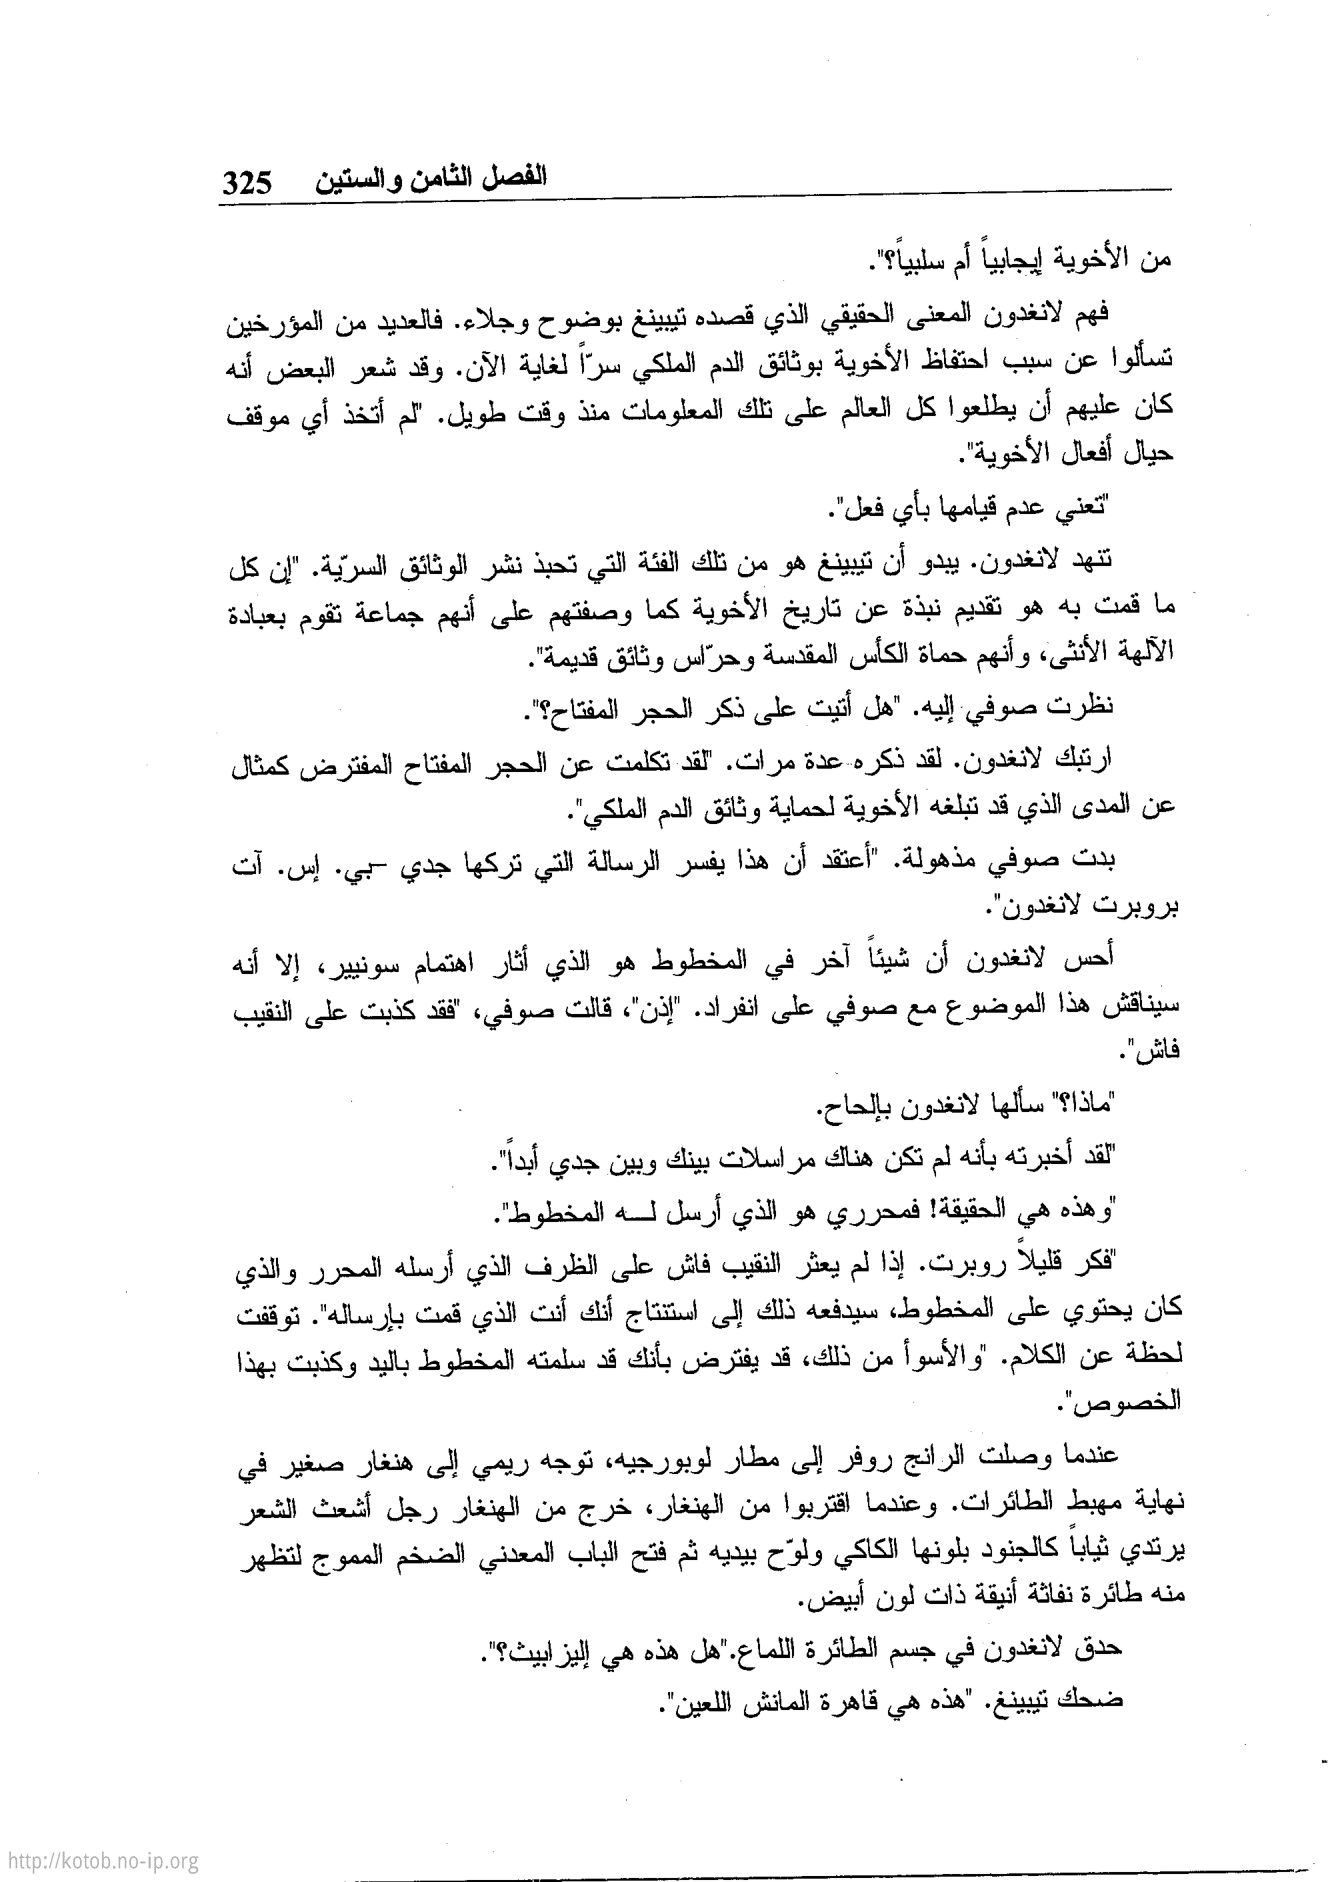 الفصل الثامن والستين 325
من الأخوية إيجابياً أم سلبياً؟".
فهم لانغدون المعنى الحقيقي الذي قصده تيبينغ بوضوح وجلاء. فالعديد من المؤرخين
تسألوا عن سبب احتفاظ الأخوية بوثائق الدم الملكي سرّاً لغاية الآن. وقد شعر البعض أنه
كان عليهم أن يطلعوا كل العالم على تلك المعلومات منذ وقت طويل. "لم أتخذ أي موقف
حيال أفعال الأخوية".
"تعني عدم قيامها بأي فعل".
تنهد لانغدون. يبدو أن تيبينغ هو من تلك الفئة التي تحبذ نشر الوثائق السريّة. "إن كل
ما قمت به هو تقديم نبذة عن تاريخ الأخوية كما وصفتهم على أنهم جماعة تقوم بعبادة
الآلهة الأنثى، وأنهم حماة الكأس المقدسة وحرّاس وثائق قديمة".
نظرت صوفي إليه. "هل أتيت على ذكر الحجر المفتاح؟".
ارتبك لانغدون. لقد ذكره عدة مرات. "لقد تكلمت عن الحجر المفتاح المفترض كمثال
عن المدى الذي قد تبلغه الأخوية لحماية وثائق الدم الملكي".
بدت صوفي مذهولة. "أعتقد أن هذا يفسر الرسالة التي تركها جدي -بي. إس. آت
بروبرت لانغدون".
أحس لانغدون أن شيئاً آخر في المخطوط هو الذي أثار اهتمام سونيير، إلا أنه
سيناقش هذا الموضوع مع صوفي على انفراد. "إذن"، قالت صوفي، "فقد كذبت على النقيب
فاش".
"ماذا؟" سألها لانغدون بإلحاح.
"لقد أخبرته بأنه لم تكن هناك مراسلات بينك وبين جدي أبداً".
"وهذه هي الحقيقة! فمحرري هو الذي أرسل لـــه المخطوط".
"فكر قليلاً روبرت. إذا لم يعثر النقيب فاش على الظرف الذي أرسله المحرر والذي
كان يحتوي على المخطوط، سيدفعه ذلك إلى استنتاج أنك أنت الذي قمت بإرساله". توقفت
لحظة عن الكلام. "والأسوأ من ذلك، قد يفترض بأنك قد سلمته المخطوط باليد وكذبت بهذا
الخصوص".
عندما وصلت الرانج روفر إلى مطار لوبورجيه، توجه ريمي إلى هنغار صغير في
نهاية مهبط الطائرات. وعندما اقتربوا من الهنغار، خرج من الهنغار رجل أشعث الشعر
يرتدي ثياباً كالجنود بلونها الكاكي ولوّح بيديه ثم فتح الباب المعدني الضخم المموج لتظهر
منه طائرة نفاثة أنيقة ذات لون أبيض.
حدق لانغدون في جسم الطائرة اللماع."هل هذه هي إليزابيث؟".
ضحك تيبينغ. "هذه هي قاهرة المانش اللعين".
http://kotob.no-ip.org